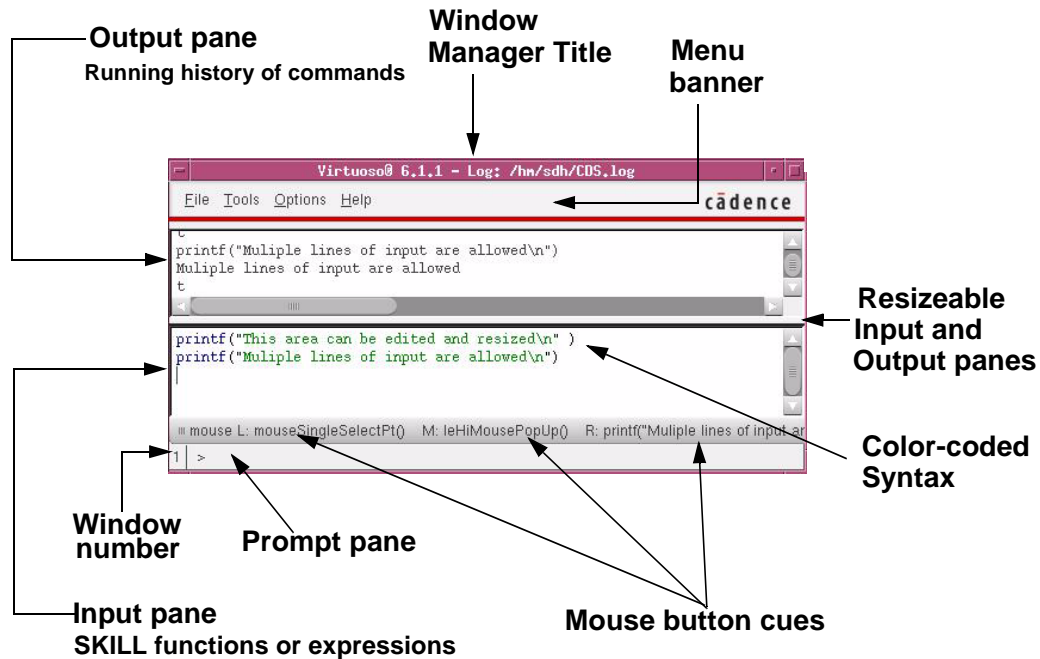 Output pane
Running history of commands
Window
Manager Title
Menu
banner
Virtuoso® 6.1.1 - Log: /hm/sdh/CDS.log
File Tools Options Help
cādence
t
printf("Muliple lines of input are allowed\n")
Muliple lines of input are allowed
t
printf("This area can be edited and resized\n" )
printf("Muliple lines of input are allowed\n")
mouse L: mouseSingleSelectPt() M: leHiMousePopUp() R: printf("Muliple lines of input ar
1 >
Resizeable
Input and
Output panes
Color-coded
Syntax
Window
number
Prompt pane
Input pane
SKILL functions or expressions
Mouse button cues